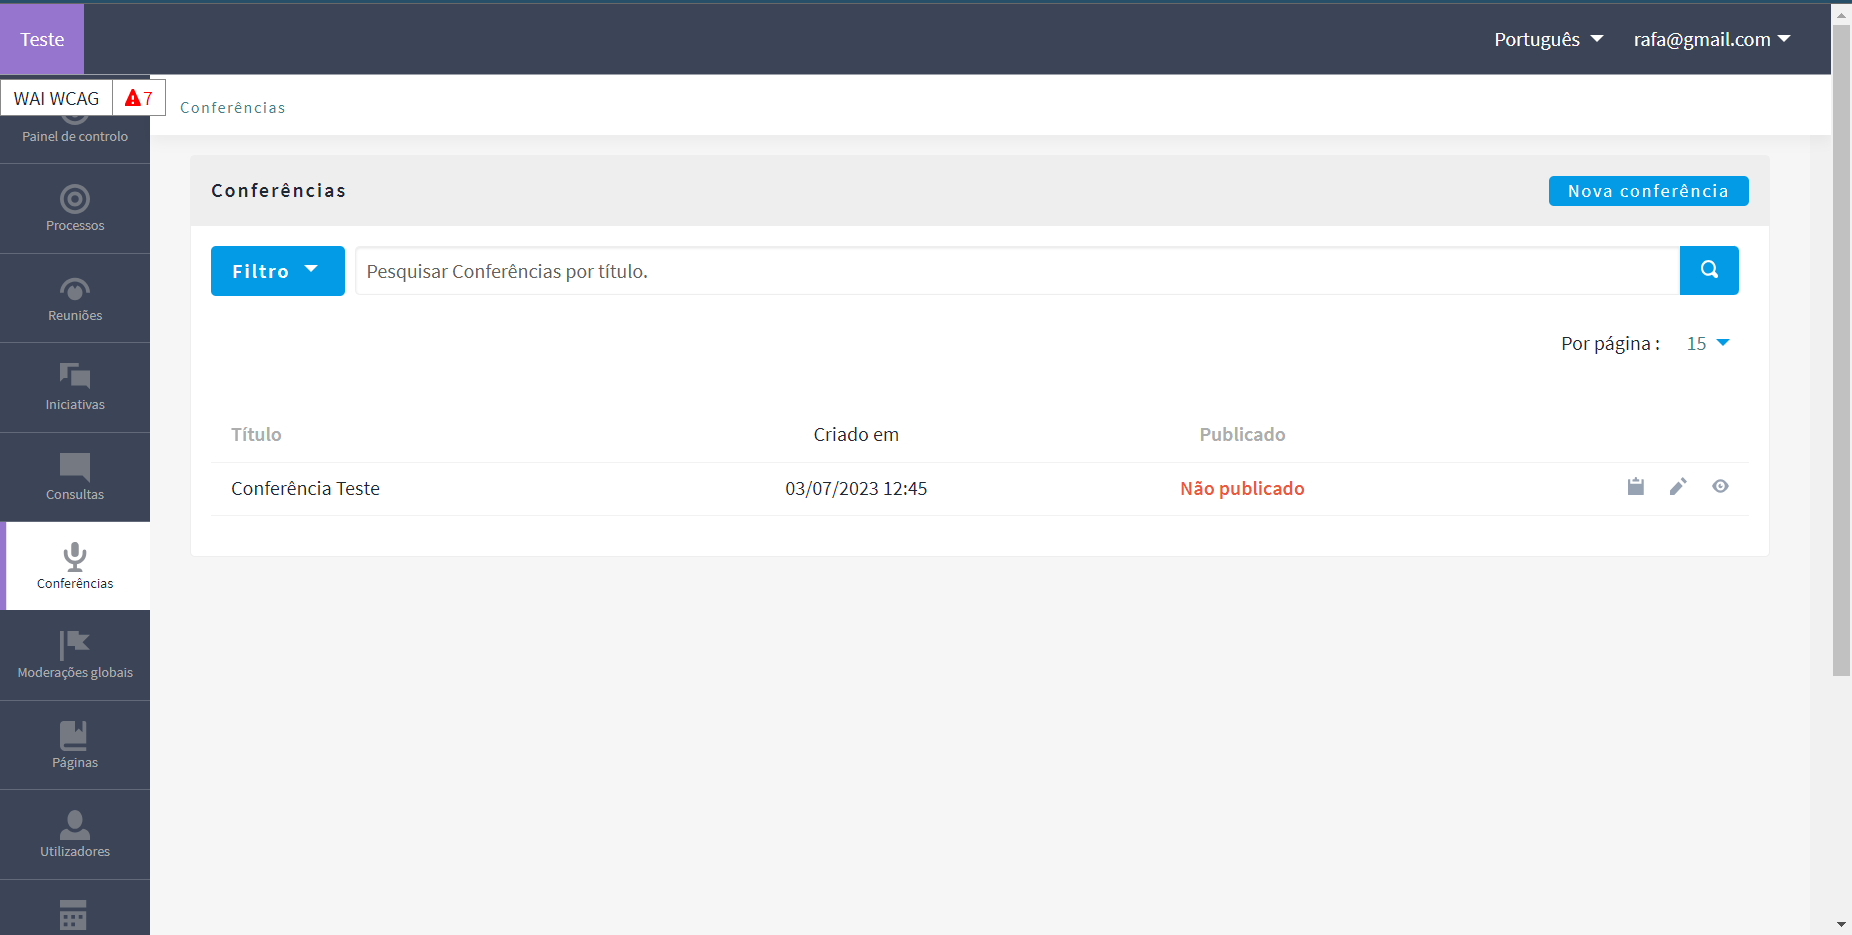 Teste
Português
rafa@gmail.com
WAI WCAG
7
Conferências
Painel de controlo
Processos
Reuniões
Iniciativas
Consultas
Conferências
Moderações globais
Páginas
Utilizadores
Conferências
Nova conferência
Filtro
Pesquisar Conferências por título.
Por página : 15
Título Criado em Publicado
Conferência Teste 03/07/2023 12:45 Não publicado